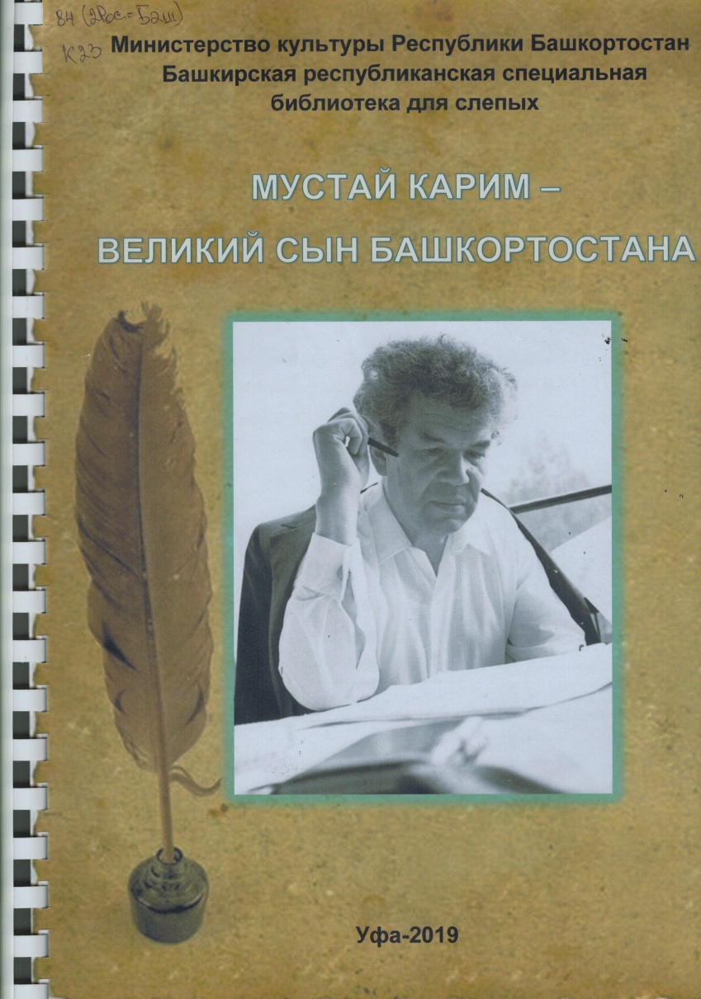 84 (2Рос=Баш)
К23
Министерство культуры Республики Башкортостан
Башкирская республиканская специальная
библиотека для слепых
МУСТАЙ КАРИМ –
ВЕЛИКИЙ СЫН БАШКОРТОСТАНА
Уфа-2019